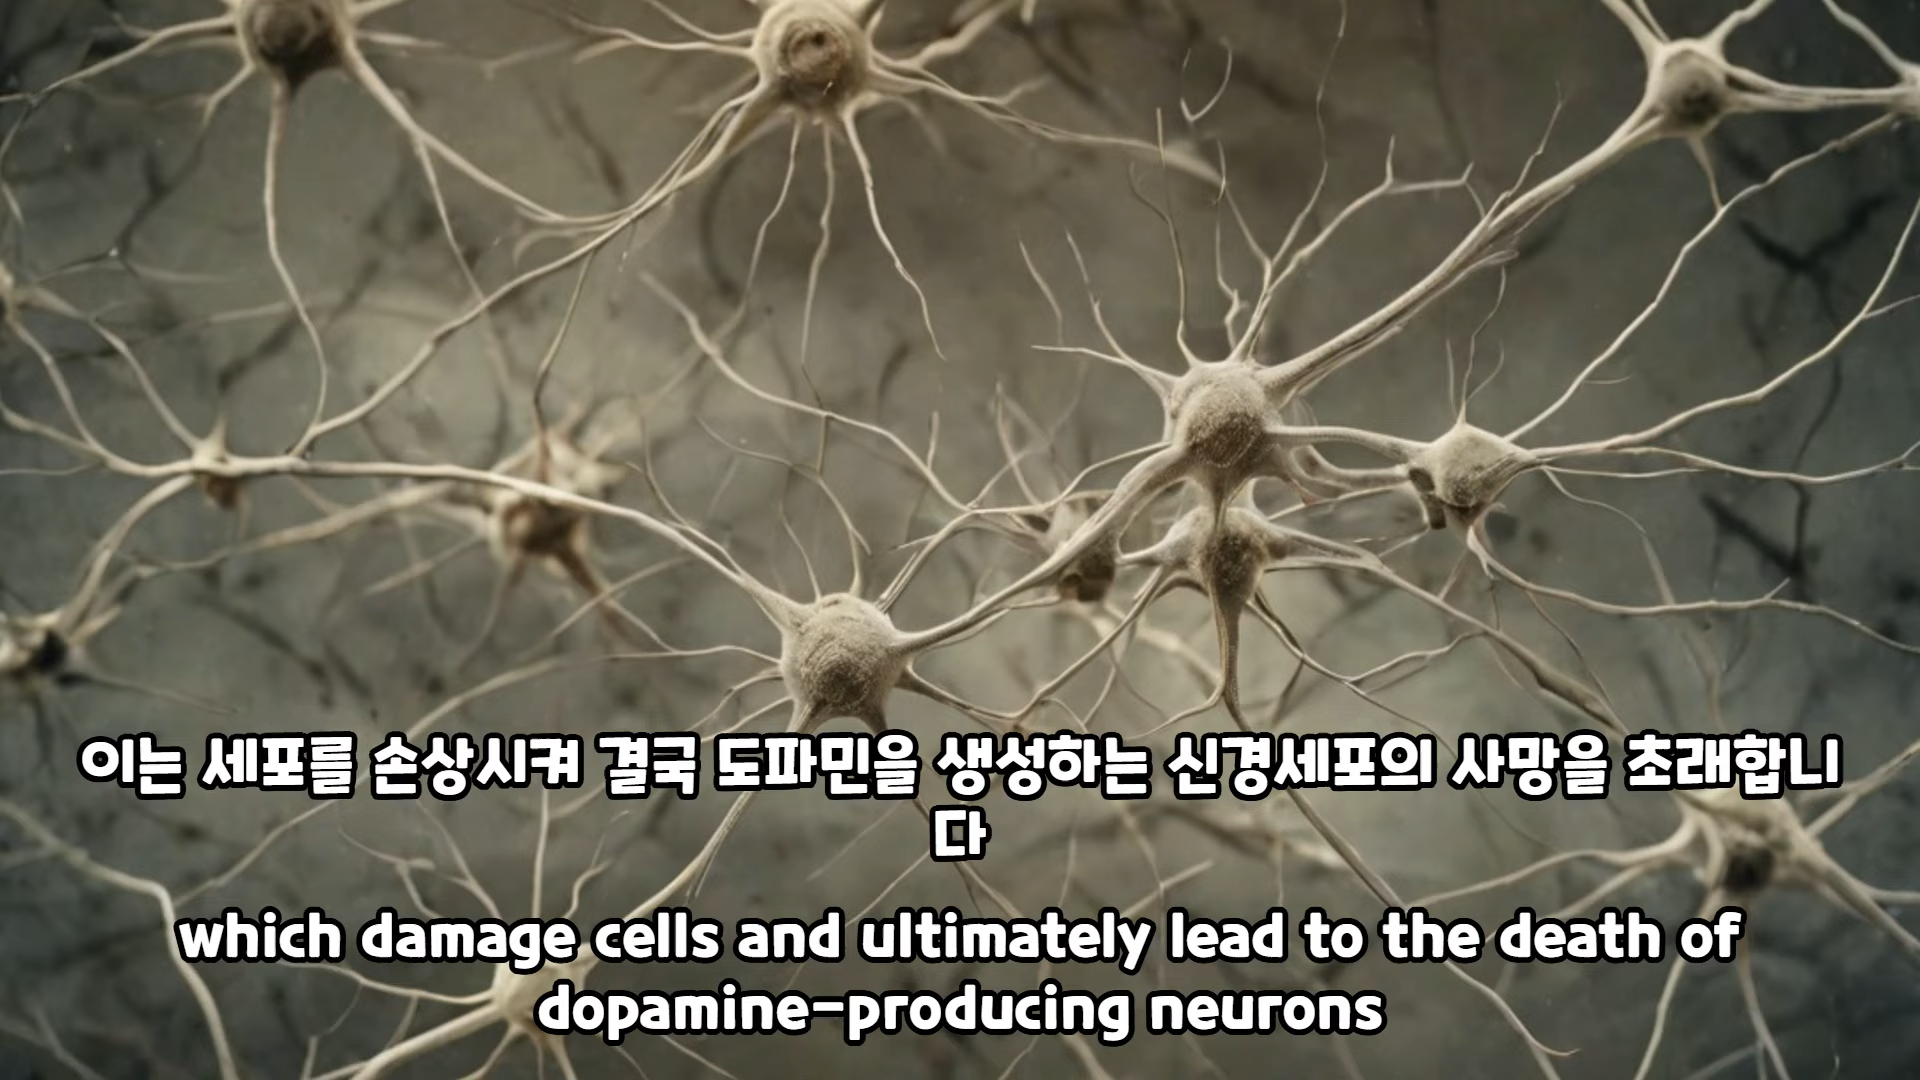 이는 세포를 손상시켜 결국 도파민을 생성하는 신경세포의 사망을 초래합니
다
which damage cells and ultimately lead to the death of
dopamine-producing neurons